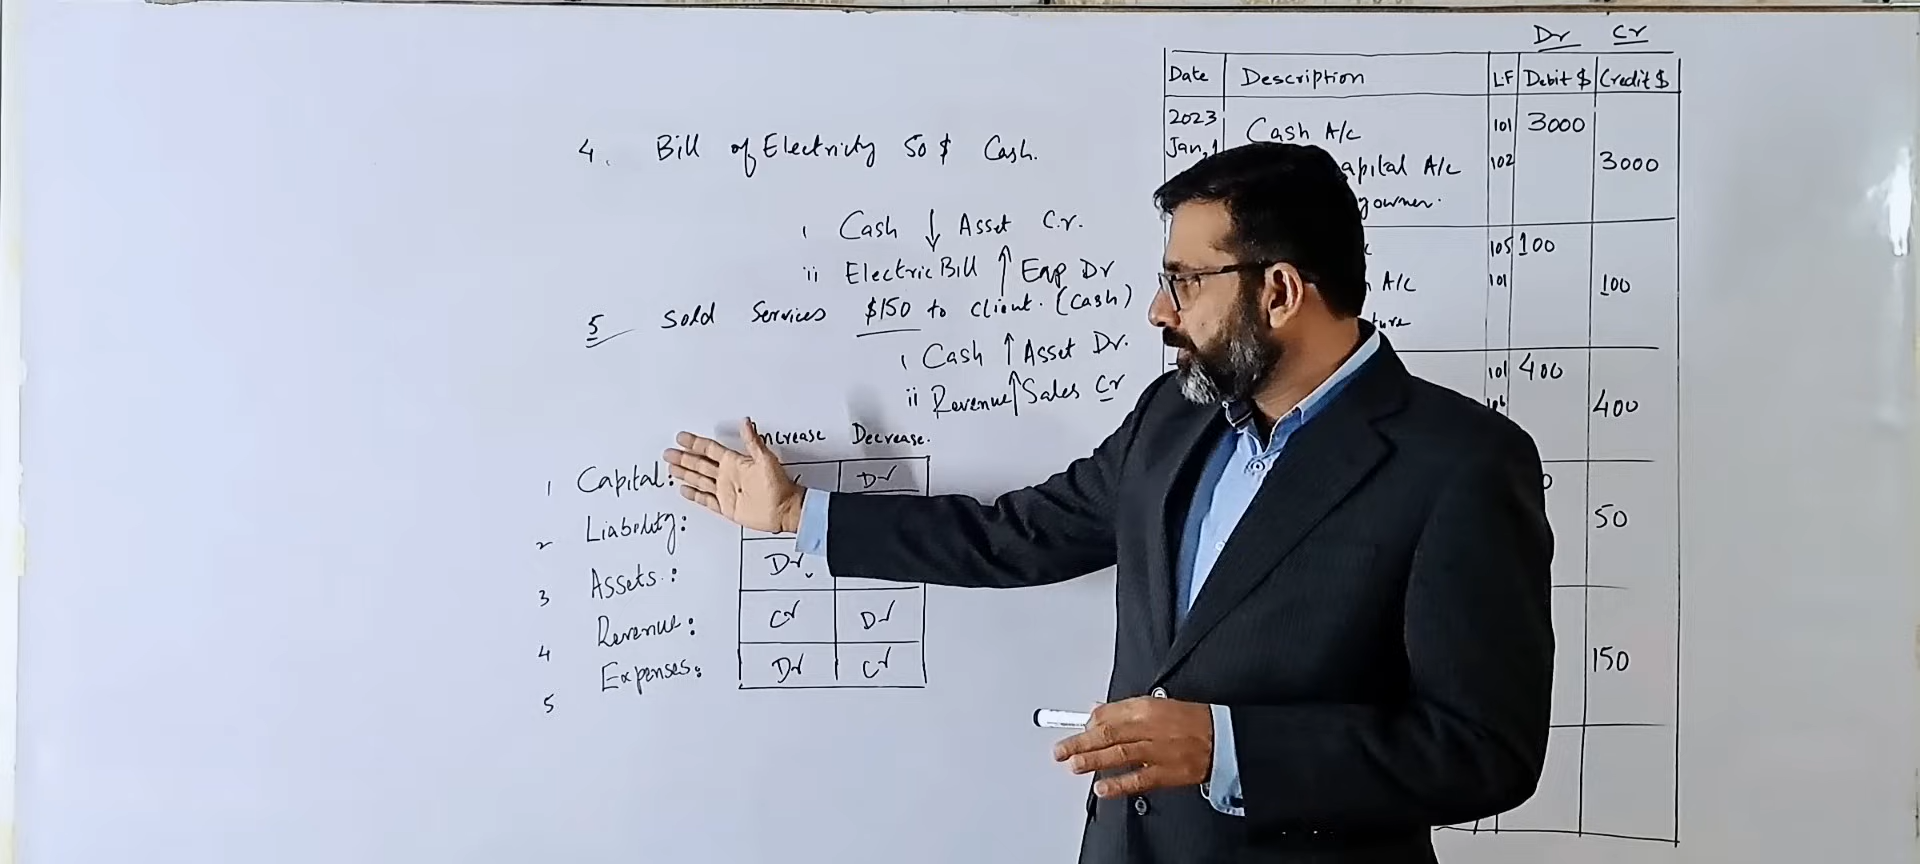 4. Bill of Electricity 50 $ Cash.
i Cash ↓ Asset Cr.
ii Electric Bill ↑ Exp Dr
5 Sold Services $150 to Client. (Cash)
i Cash ↑ Asset Dr.
ii Revenue ↑ Sales Cr
Increase Decrease.
1 Capital: Dr
2 Liability:
3 Assets: Dr
4 Revenue: Cr Dr
5 Expenses: Dr Cr
Dr Cr
Date Description L.F Debit $ Credit $
2023
Jan, 1 Cash A/c 101 3000
apital A/c 102 3000
owner.
105 100
A/c 101 100
ture
101 400
400
50
150